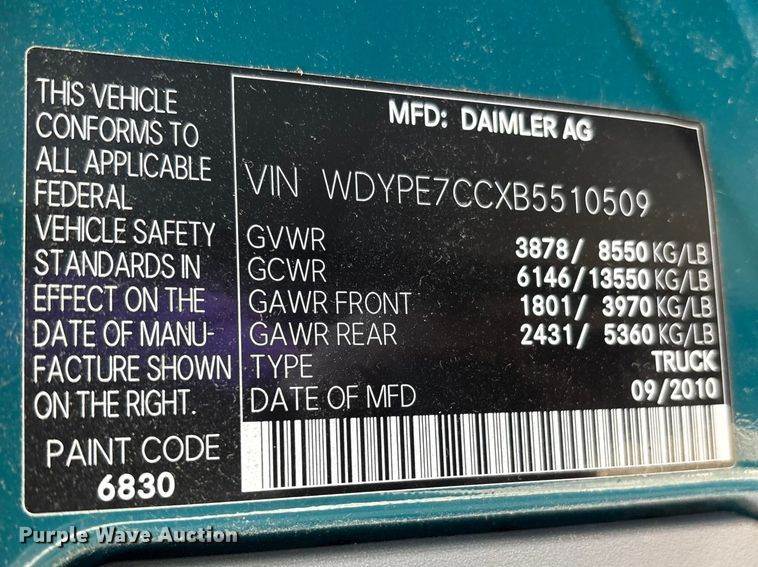 THIS VEHICLE
CONFORMS TO
ALL APPLICABLE
FEDERAL
VEHICLE SAFETY
STANDARDS IN
EFFECT ON THE
DATE OF MANU-
FACTURE SHOWN
ON THE RIGHT.
PAINT CODE
6830
MFD: DAIMLER AG
VIN WDYPE7CCXB5510509
GVWR 3878/ 8550 KG/LB
GCWR 6146/13550 KG/LB
GAWR FRONT 1801/ 3970 KG/LB
GAWR REAR 2431/ 5360 KG/LB
TYPE TRUCK
DATE OF MFD 09/2010
Purple Wave Auction